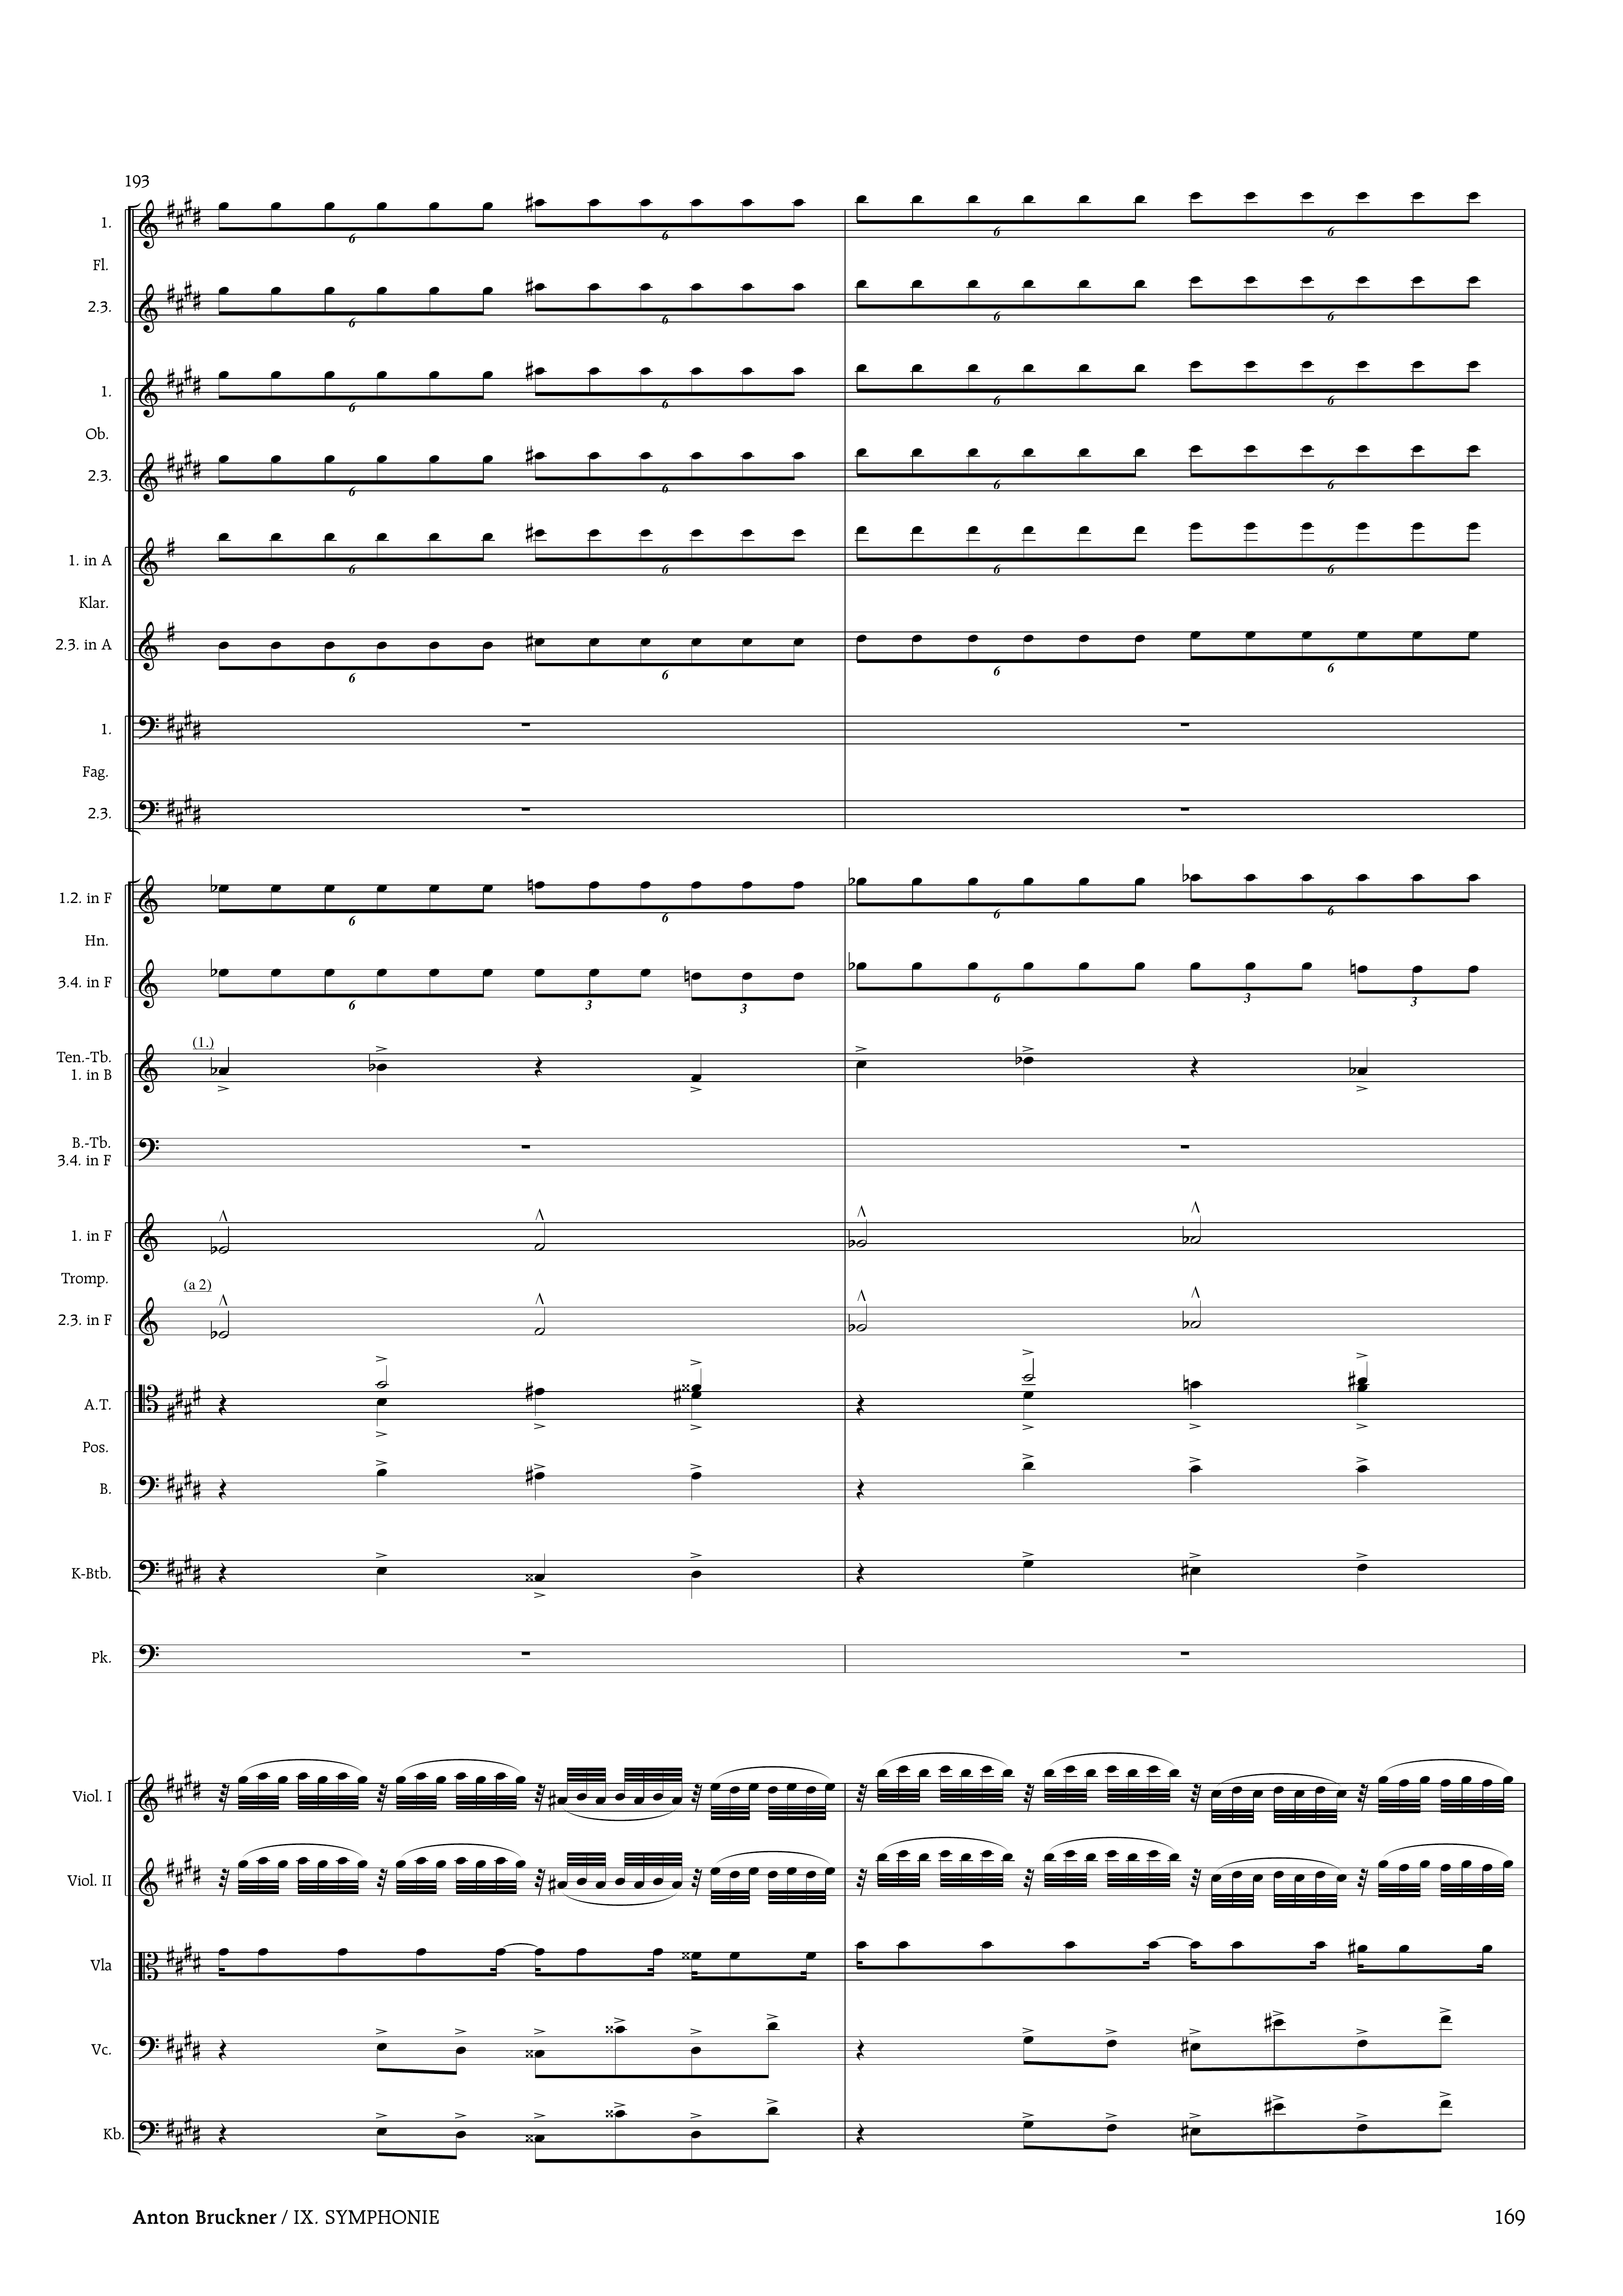 193
1.
6 6 6 6
Fl.
2.3.
6 6 6 6
1.
6 6 6 6
Ob.
2.3.
6 6 6 6
1. in A
6 6 6 6
Klar.
2.3. in A
6 6 6 6
1.
Fag.
2.3.
1.2. in F
6 6 6 6
Hn.
3.4. in F
6 3 3 6 3 3
(1.)
Ten.-Tb.
1. in B
B.-Tb.
3.4. in F
1. in F
Tromp.
(a 2)
2.3. in F
A.T.
Pos.
B.
K-Btb.
Pk.
Viol. I
Viol. II
Vla
Vc.
Kb.
Anton Bruckner / IX. SYMPHONIE 169